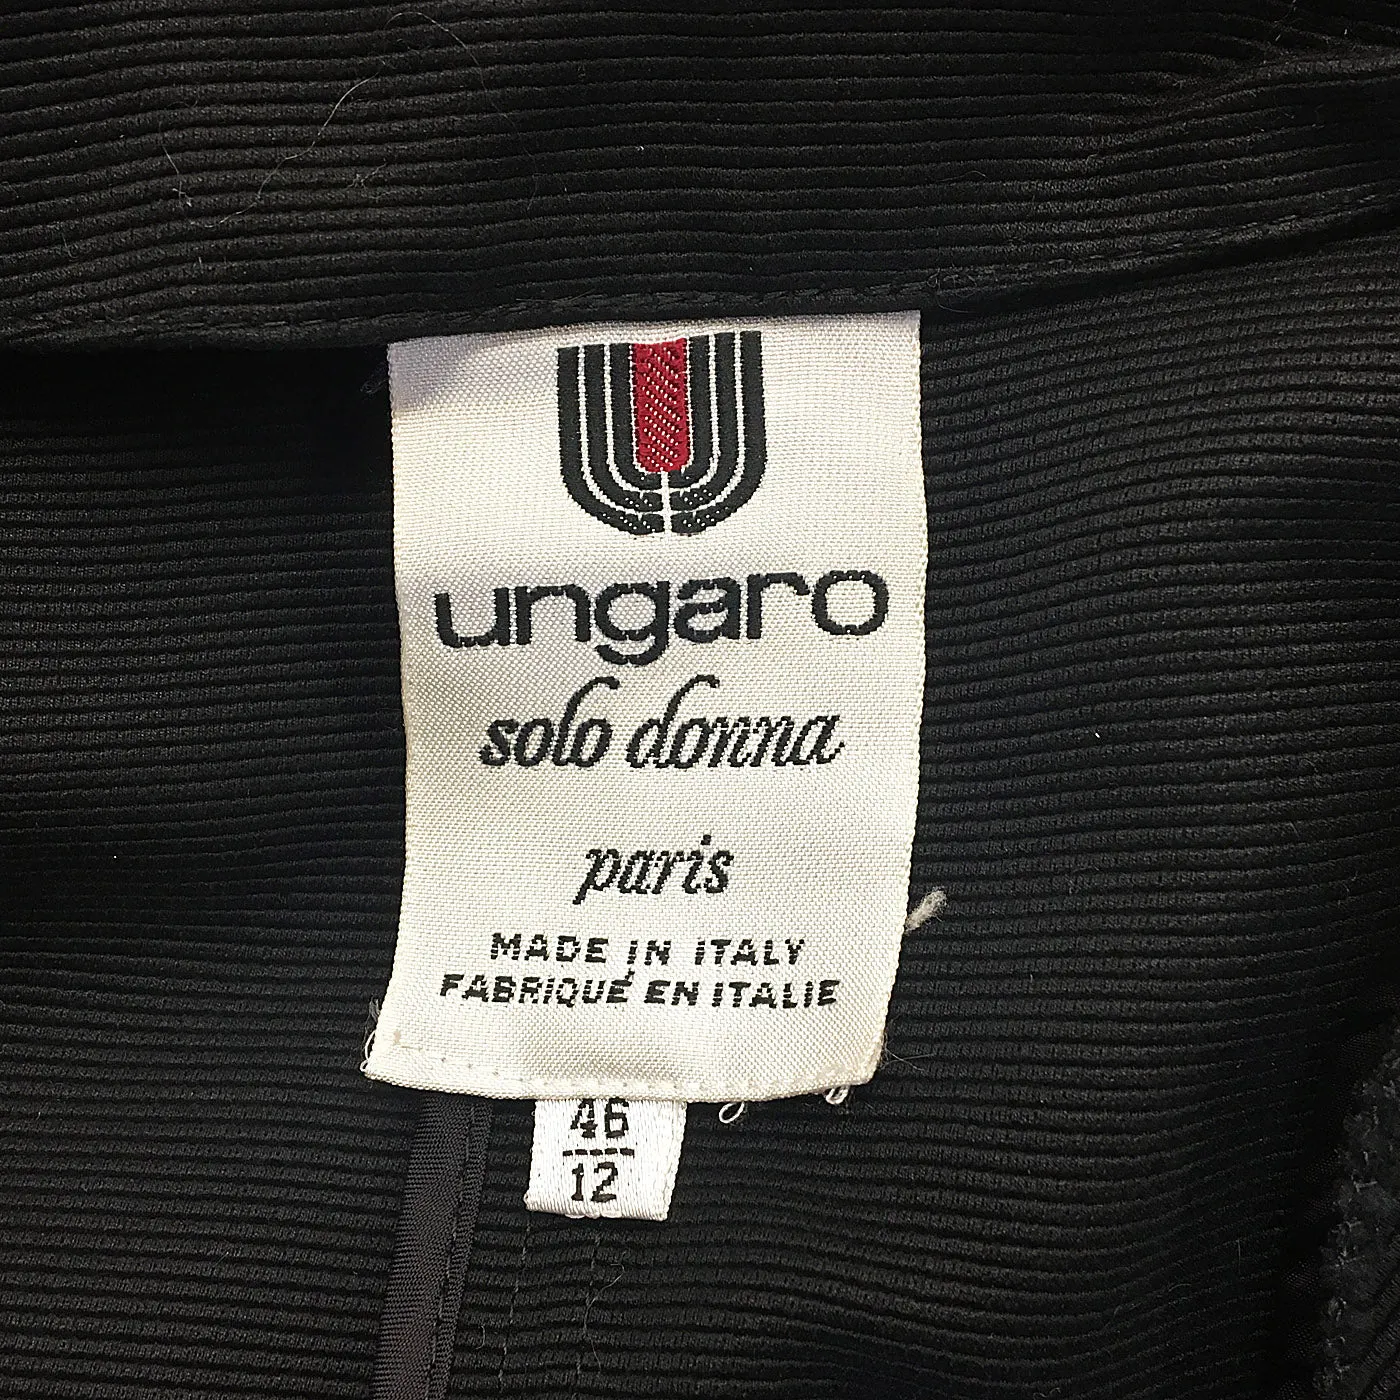 ungaro
solo donna
paris
MADE IN ITALY
FABRIQUÉ EN ITALIE
46
12